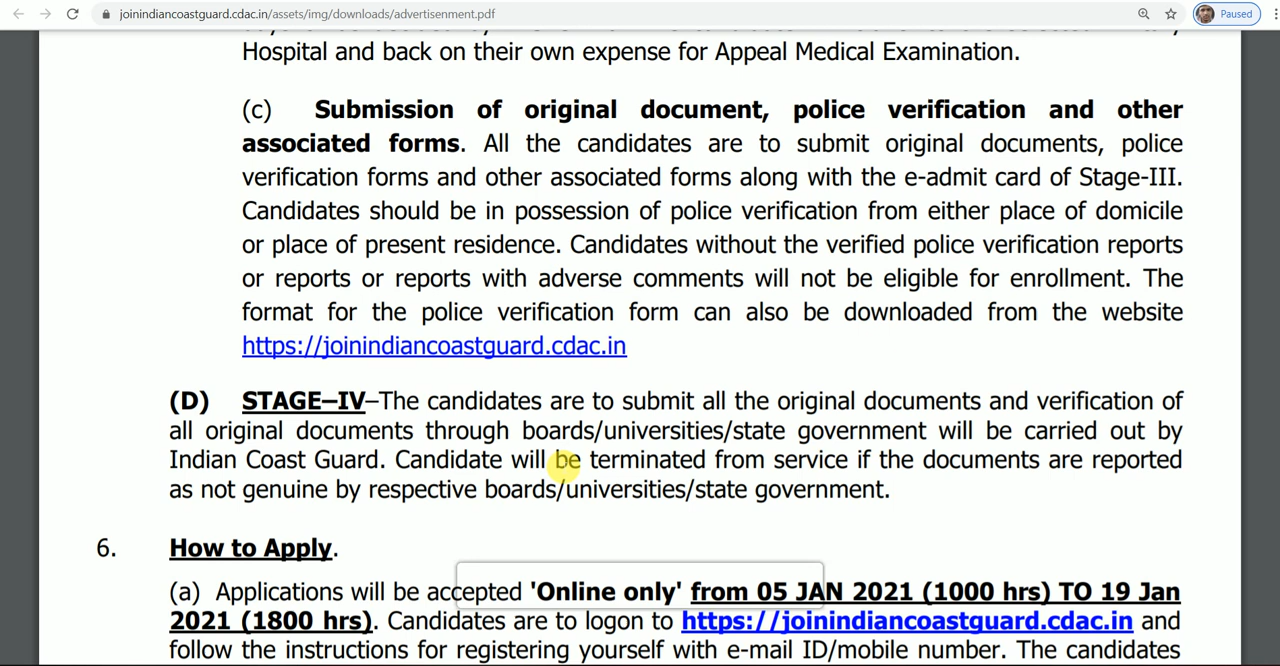 joinindiancoastguard.cdac.in/assets/img/downloads/advertisenment.pdf
Paused
Hospital and back on their own expense for Appeal Medical Examination.
(c) Submission of original document, police verification and other
associated forms. All the candidates are to submit original documents, police
verification forms and other associated forms along with the e-admit card of Stage-III.
Candidates should be in possession of police verification from either place of domicile
or place of present residence. Candidates without the verified police verification reports
or reports or reports with adverse comments will not be eligible for enrollment. The
format for the police verification form can also be downloaded from the website
https://joinindiancoastguard.cdac.in
(D) STAGE–IV–The candidates are to submit all the original documents and verification of
all original documents through boards/universities/state government will be carried out by
Indian Coast Guard. Candidate will be terminated from service if the documents are reported
as not genuine by respective boards/universities/state government.
6. How to Apply.
(a) Applications will be accepted 'Online only' from 05 JAN 2021 (1000 hrs) TO 19 Jan
2021 (1800 hrs). Candidates are to logon to https://joinindiancoastguard.cdac.in and
follow the instructions for registering yourself with e-mail ID/mobile number. The candidates